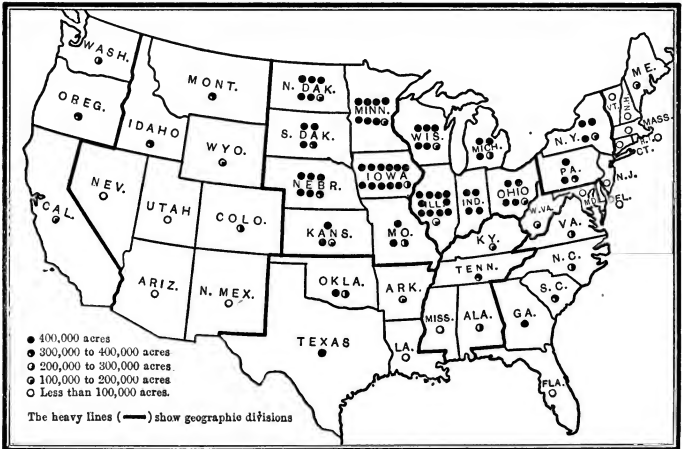 WASH.
MONT.
N. DAK.
MINN.
ME.
VT.
N.H.
OREG.
IDAHO
S. DAK.
WIS.
MICH.
N.Y.
MASS.
R.I.
CT.
WYO.
NEBR.
IOWA
PA.
N.J.
NEV.
UTAH
COLO.
ILL.
IND.
OHIO
MD.
DEL.
W.VA.
CAL.
KANS.
MO.
KY.
VA.
N.C.
TENN.
ARIZ.
N. MEX.
OKLA.
ARK.
S.C.
MISS.
ALA.
GA.
TEXAS
LA.
FLA.
400,000 acres
300,000 to 400,000 acres
200,000 to 300,000 acres
100,000 to 200,000 acres
Less than 100,000 acres.
The heavy lines (—) show geographic divisions